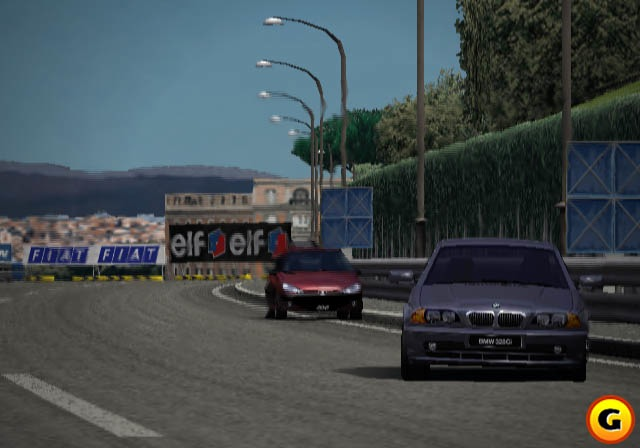 FIAT FIAT
elf elf
BMW 328Ci
G